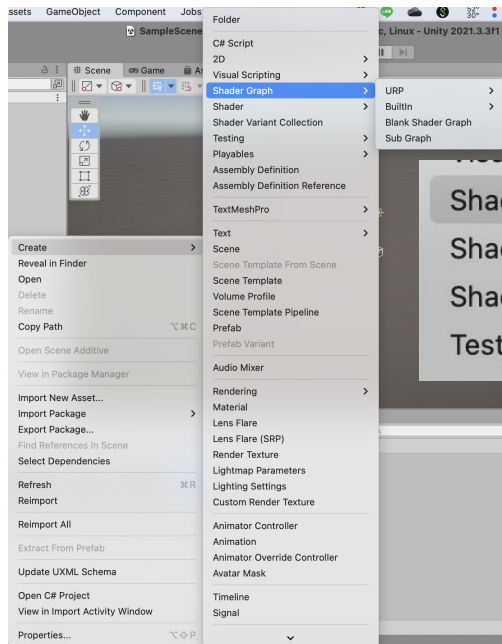 ssets GameObject Component Jobs
SampleScene
c, Linux - Unity 2021.3.3f1
Scene Game As
Folder
C# Script
2D
Visual Scripting
Shader Graph
Shader
Shader Variant Collection
Testing
Playables
Assembly Definition
Assembly Definition Reference
TextMeshPro
Text
Scene
Scene Template From Scene
Scene Template
Volume Profile
Scene Template Pipeline
Prefab
Prefab Variant
Audio Mixer
Rendering
Material
Lens Flare
Lens Flare (SRP)
Render Texture
Lightmap Parameters
Lighting Settings
Custom Render Texture
Animator Controller
Animation
Animator Override Controller
Avatar Mask
Timeline
Signal
URP
BuiltIn
Blank Shader Graph
Sub Graph
Shad
Shad
Shad
Test
Create
Reveal in Finder
Open
Delete
Rename
Copy Path ⌥⌘C
Open Scene Additive
View in Package Manager
Import New Asset...
Import Package
Export Package...
Find References In Scene
Select Dependencies
Refresh ⌘R
Reimport
Reimport All
Extract From Prefab
Update UXML Schema
Open C# Project
View in Import Activity Window
Properties... ⌥⇧P